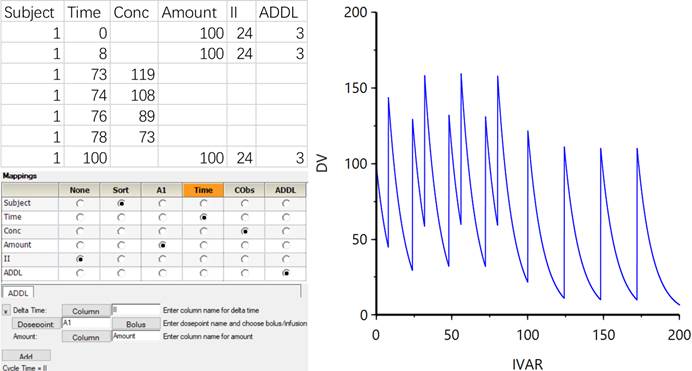 Subject Time Conc Amount II ADDL
1 0 100 24 3
1 8 100 24 3
1 73 119
1 74 108
1 76 89
1 78 73
1 100 100 24 3
Mappings
None Sort A1 Time CObs ADDL
Subject
Time
Conc
Amount
II
ADDL
ADDL
Delta Time: Column II Enter column name for delta time
Dosepoint A1 Bolus Enter dosepoint name and choose bolus/infusion
Amount: Column Amount Enter column name for amount
Add
Cycle Time = II
200
150
100
50
0
DV
0 50 100 150 200
IVAR